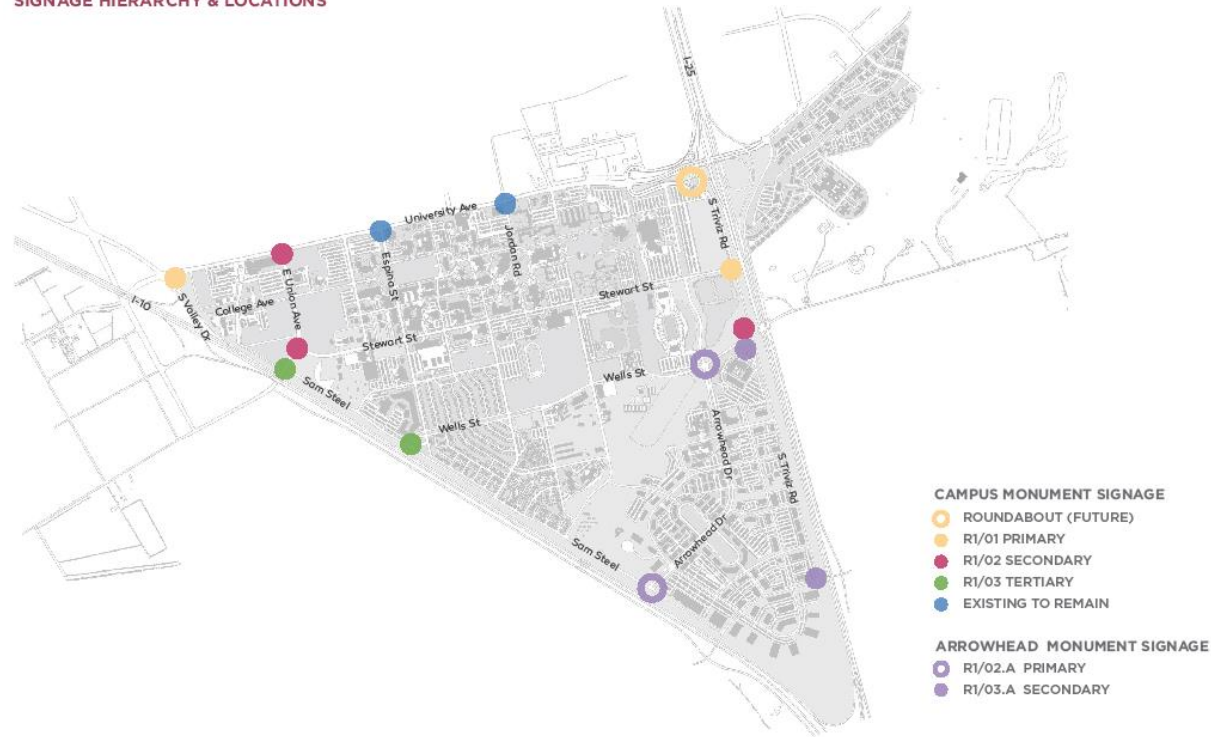 SIGNAGE HIERARCHY & LOCATIONS
I-25
University Ave
S Triviz Rd
Jordan Rd
Espina St
E Union Ave
College Ave
S Valley Dr
I-10
Stewart St
Stewart St
Sam Steel
Wells St
Wells St
Arrowhead Dr
S Triviz Rd
Arrowhead Dr
Sam Steel
CAMPUS MONUMENT SIGNAGE
ROUNDABOUT (FUTURE)
R1/01 PRIMARY
R1/02 SECONDARY
R1/03 TERTIARY
EXISTING TO REMAIN
ARROWHEAD MONUMENT SIGNAGE
R1/02.A PRIMARY
R1/03.A SECONDARY